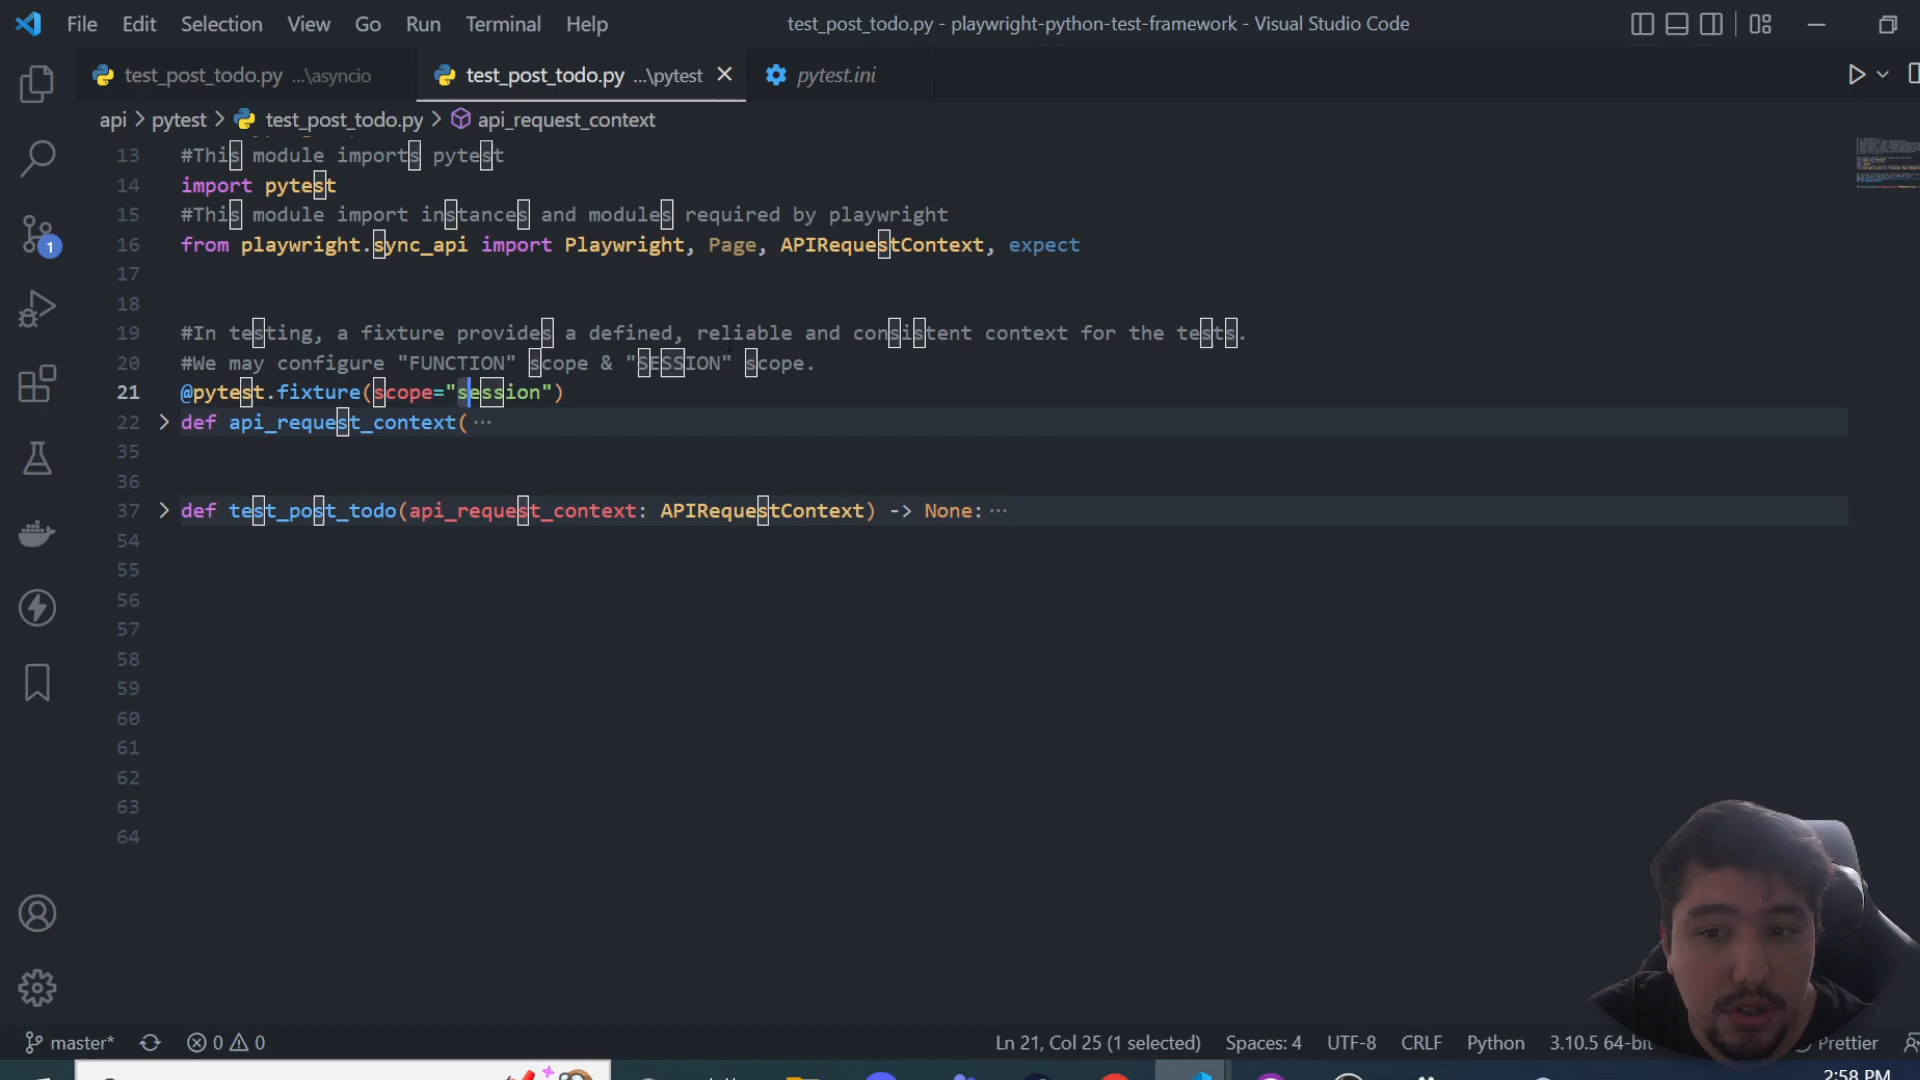 File Edit Selection View Go Run Terminal Help test_post_todo.py - playwright-python-test-framework - Visual Studio Code
test_post_todo.py ...\asyncio test_post_todo.py ...\pytest pytest.ini
api > pytest > test_post_todo.py > api_request_context
13 #This module imports pytest
14 import pytest
15 #This module import instances and modules required by playwright
16 from playwright.sync_api import Playwright, Page, APIRequestContext, expect
17
18
19 #In testing, a fixture provides a defined, reliable and consistent context for the tests.
20 #We may configure "FUNCTION" scope & "SESSION" scope.
21 @pytest.fixture(scope="session")
22 def api_request_context( ···
35
36
37 def test_post_todo(api_request_context: APIRequestContext) -> None: ···
54
55
56
57
58
59
60
61
62
63
64
1
master* 0 0 Ln 21, Col 25 (1 selected) Spaces: 4 UTF-8 CRLF Python 3.10.5 64-bit Prettier
2:58 PM